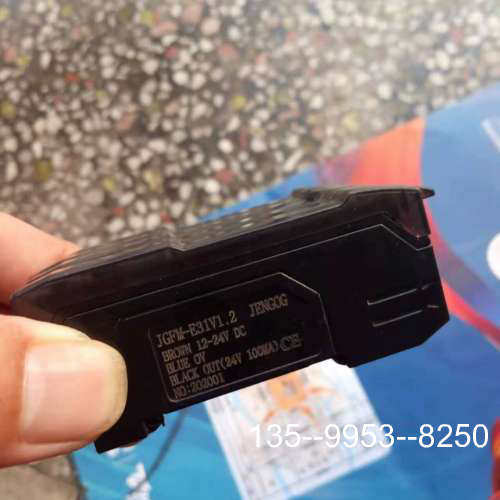 JGFM-E31V1.2 JENGOG
BROWN 12-24V DC
BLUE 0V
BLACK OUT(24V 100MA) CE
NO:202001
135--9953--8250